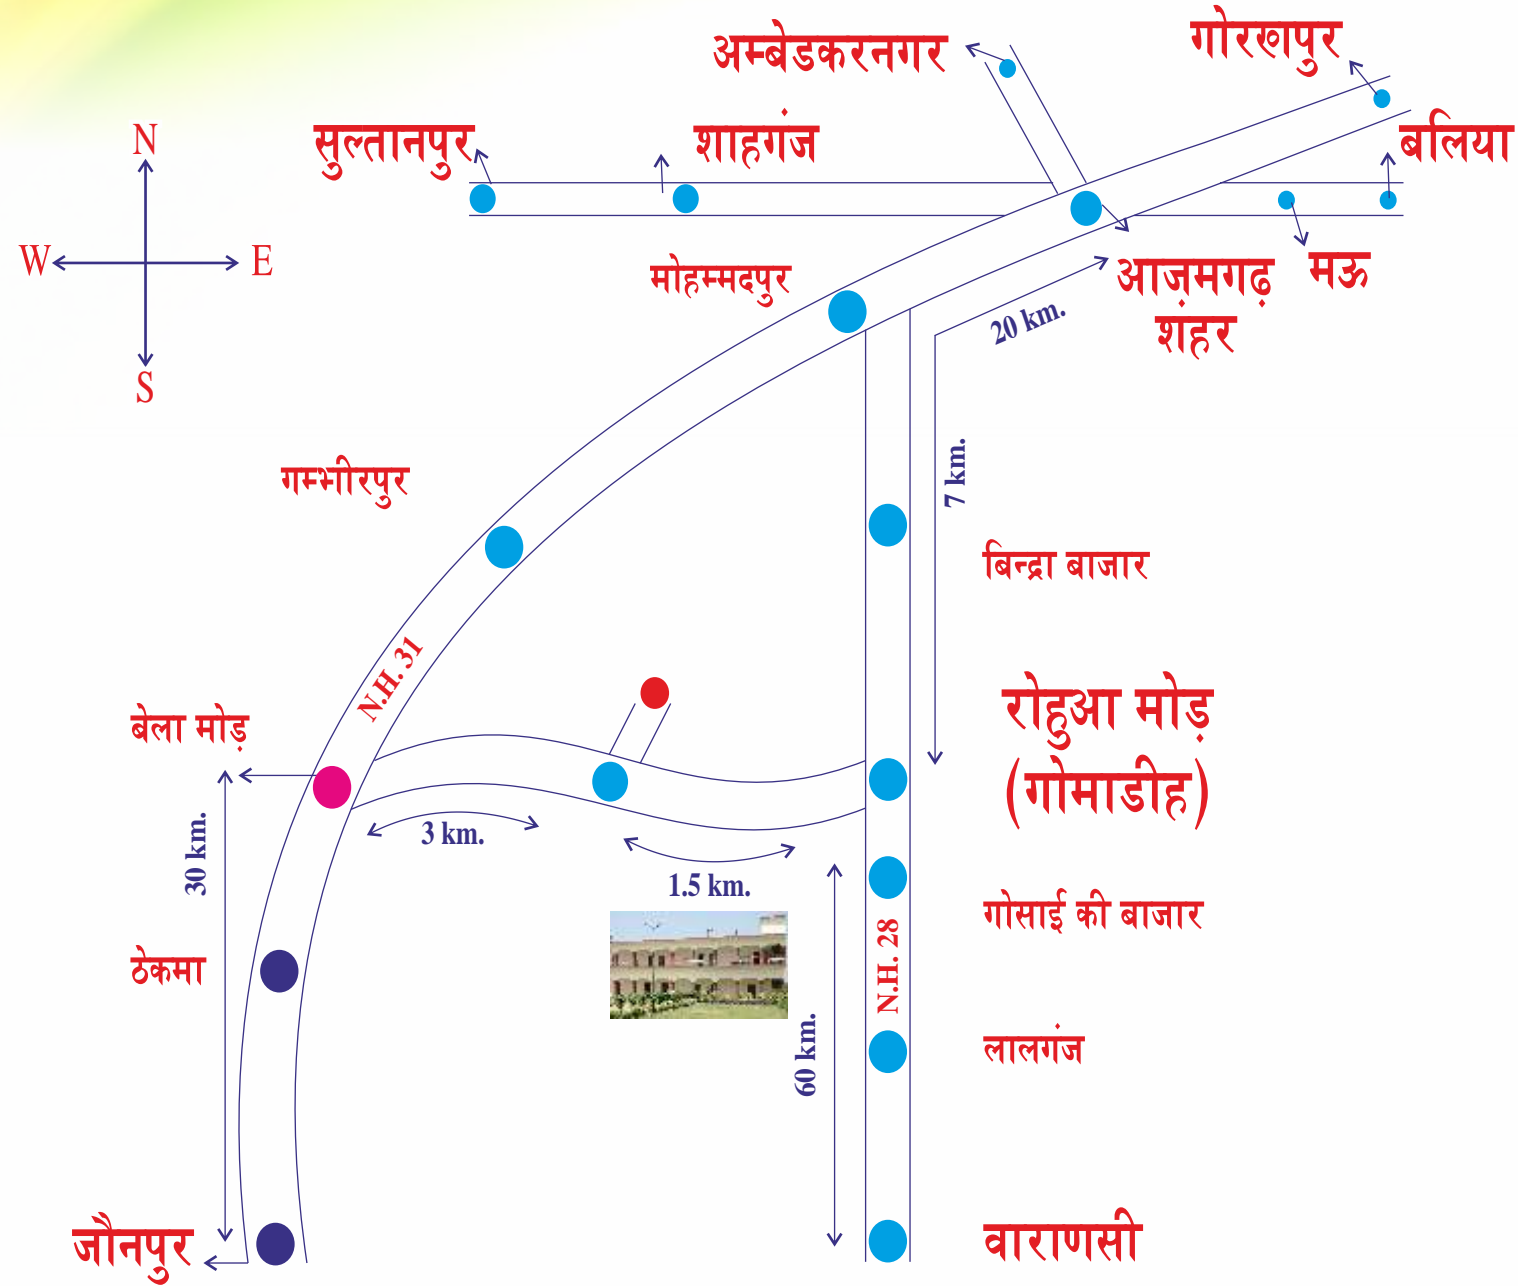 अम्बेडकरनगर
गोरखपुर
सुल्तानपुर
शाहगंज
बलिया
N
W
E
S
मोहम्मदपुर
आज़मगढ़
शहर
मऊ
20 km.
7 km.
गम्भीरपुर
बिन्द्रा बाजार
N.H. 31
बेला मोड़
रोहुआ मोड़
(गोमाडीह)
30 km.
3 km.
1.5 km.
ठेकमा
गोसाई की बाजार
N.H. 28
60 km.
लालगंज
जौनपुर
वाराणसी